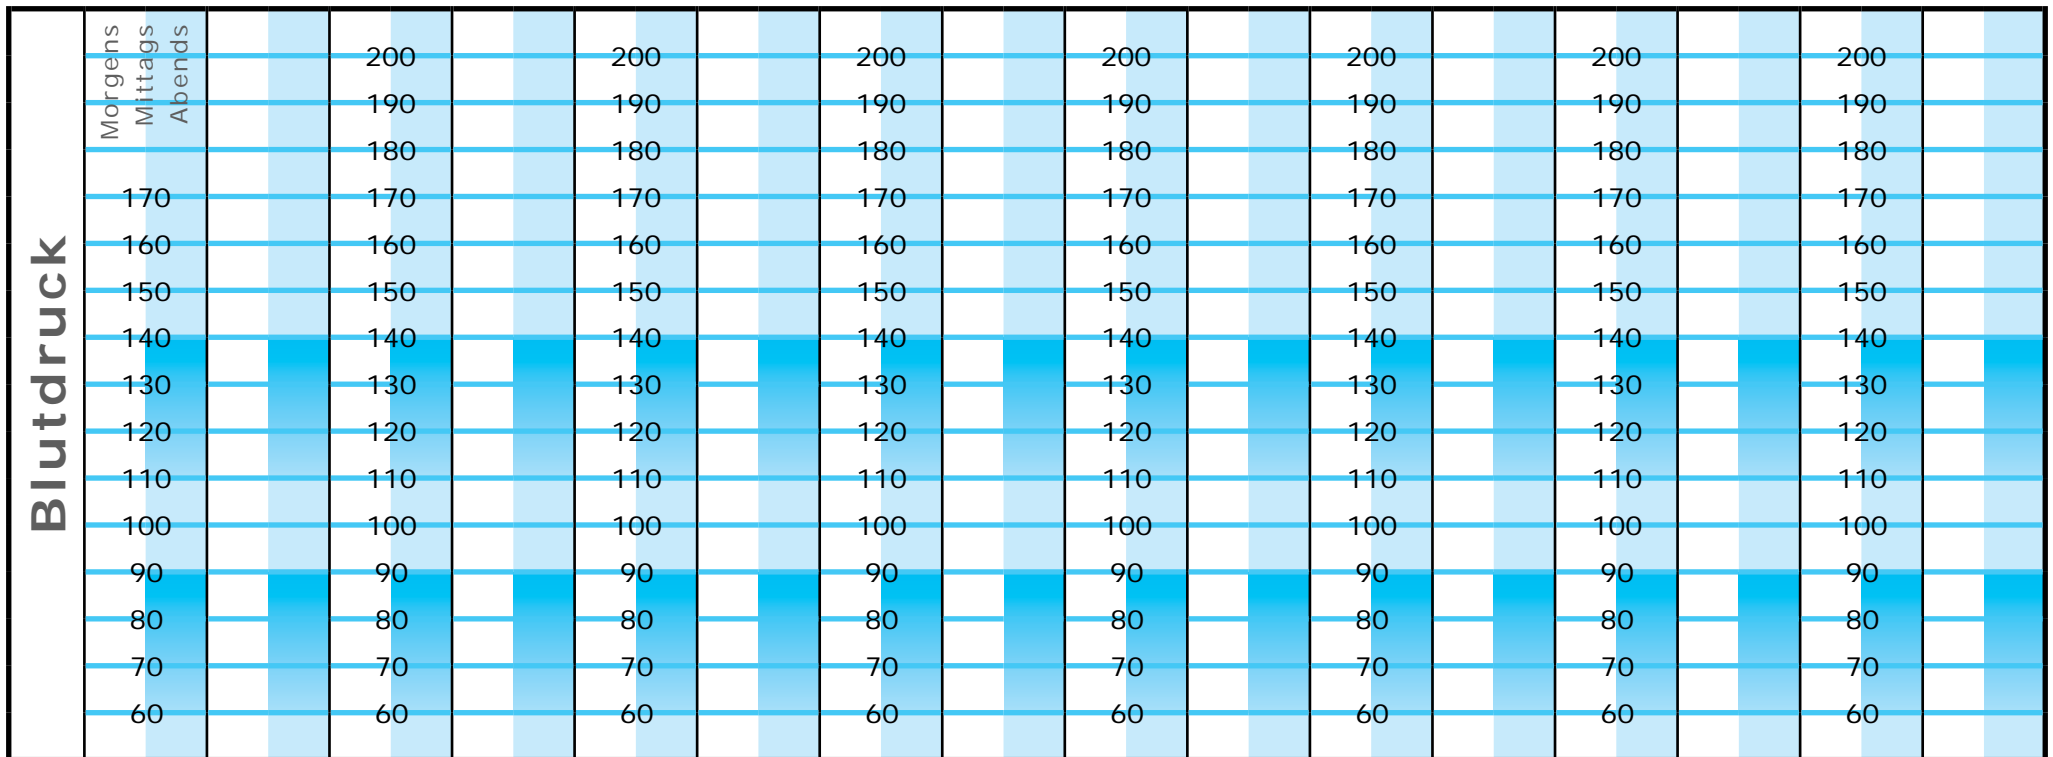 Blutdruck
Morgens
Mittags
Abends
200 200 200 200 200 200 200
190 190 190 190 190 190 190
180 180 180 180 180 180 180
170 170 170 170 170 170 170 170
160 160 160 160 160 160 160 160
150 150 150 150 150 150 150 150
140 140 140 140 140 140 140 140
130 130 130 130 130 130 130 130
120 120 120 120 120 120 120 120
110 110 110 110 110 110 110 110
100 100 100 100 100 100 100 100
90 90 90 90 90 90 90 90
80 80 80 80 80 80 80 80
70 70 70 70 70 70 70 70
60 60 60 60 60 60 60 60